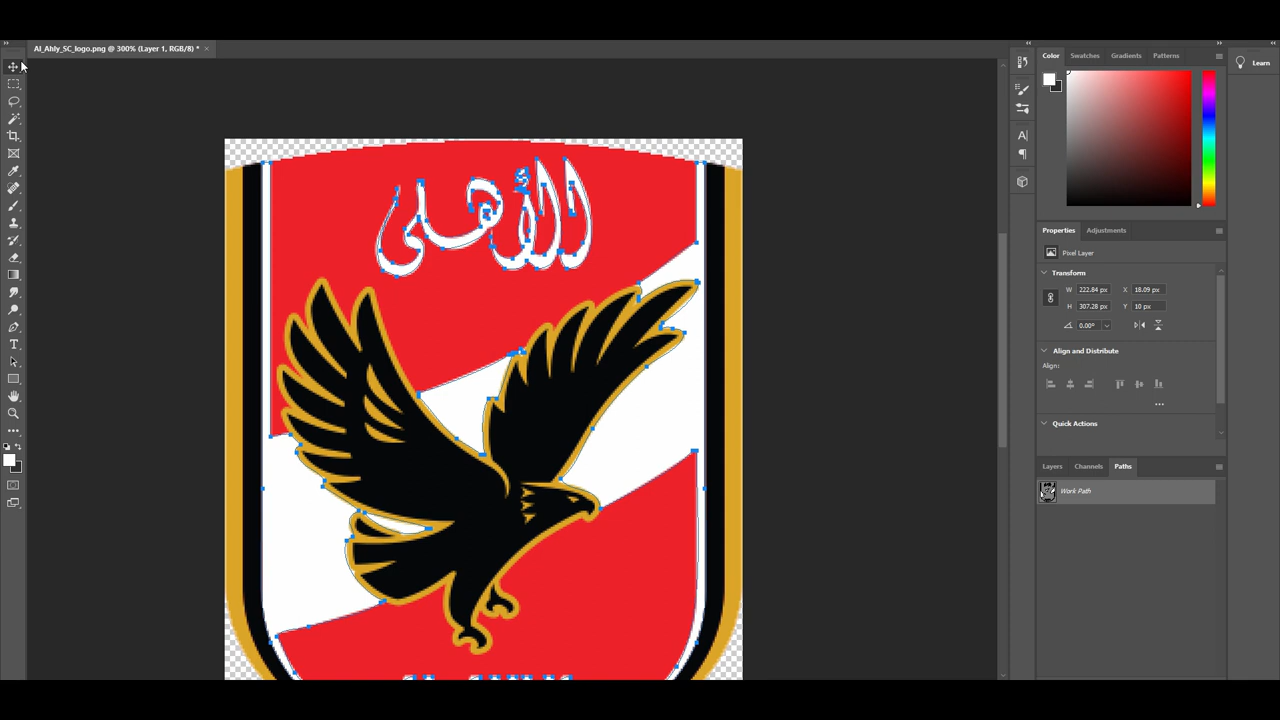 Al_Ahly_SC_logo.png @ 300% (Layer 1, RGB/8) *
Color
Swatches
Gradients
Patterns
Learn
الأهلى
Properties
Adjustments
Pixel Layer
Transform
W 222.84 px X 18.09 px
H 307.28 px Y 10 px
0.00°
Align and Distribute
Align:
Quick Actions
Layers
Channels
Paths
Work Path